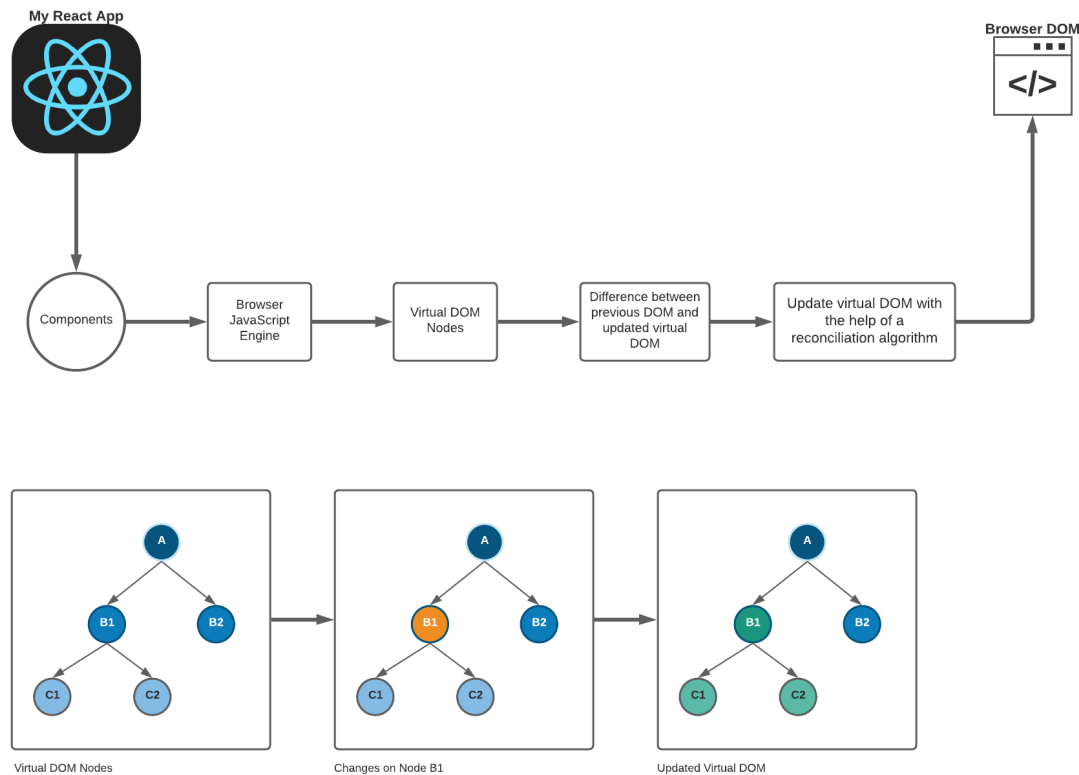 My React App
Browser DOM
</>
Components
Browser
JavaScript
Engine
Virtual DOM
Nodes
Difference between
previous DOM and
updated virtual
DOM
Update virtual DOM with
the help of a
reconciliation algorithm
A
B1
B2
C1
C2
Virtual DOM Nodes
A
B1
B2
C1
C2
Changes on Node B1
A
B1
B2
C1
C2
Updated Virtual DOM